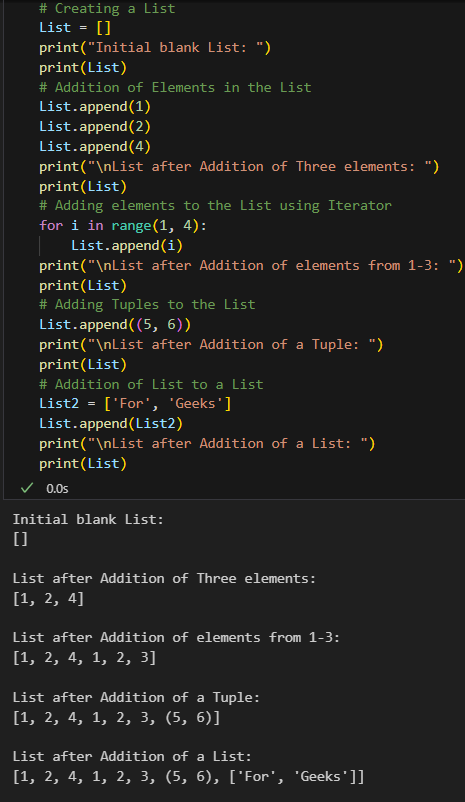 # Creating a List
List = []
print("Initial blank List: ")
print(List)
# Addition of Elements in the List
List.append(1)
List.append(2)
List.append(4)
print("\nList after Addition of Three elements: ")
print(List)
# Adding elements to the List using Iterator
for i in range(1, 4):
    List.append(i)
print("\nList after Addition of elements from 1-3: ")
print(List)
# Adding Tuples to the List
List.append((5, 6))
print("\nList after Addition of a Tuple: ")
print(List)
# Addition of List to a List
List2 = ['For', 'Geeks']
List.append(List2)
print("\nList after Addition of a List: ")
print(List)
✓ 0.0s
Initial blank List:
[]

List after Addition of Three elements:
[1, 2, 4]

List after Addition of elements from 1-3:
[1, 2, 4, 1, 2, 3]

List after Addition of a Tuple:
[1, 2, 4, 1, 2, 3, (5, 6)]

List after Addition of a List:
[1, 2, 4, 1, 2, 3, (5, 6), ['For', 'Geeks']]